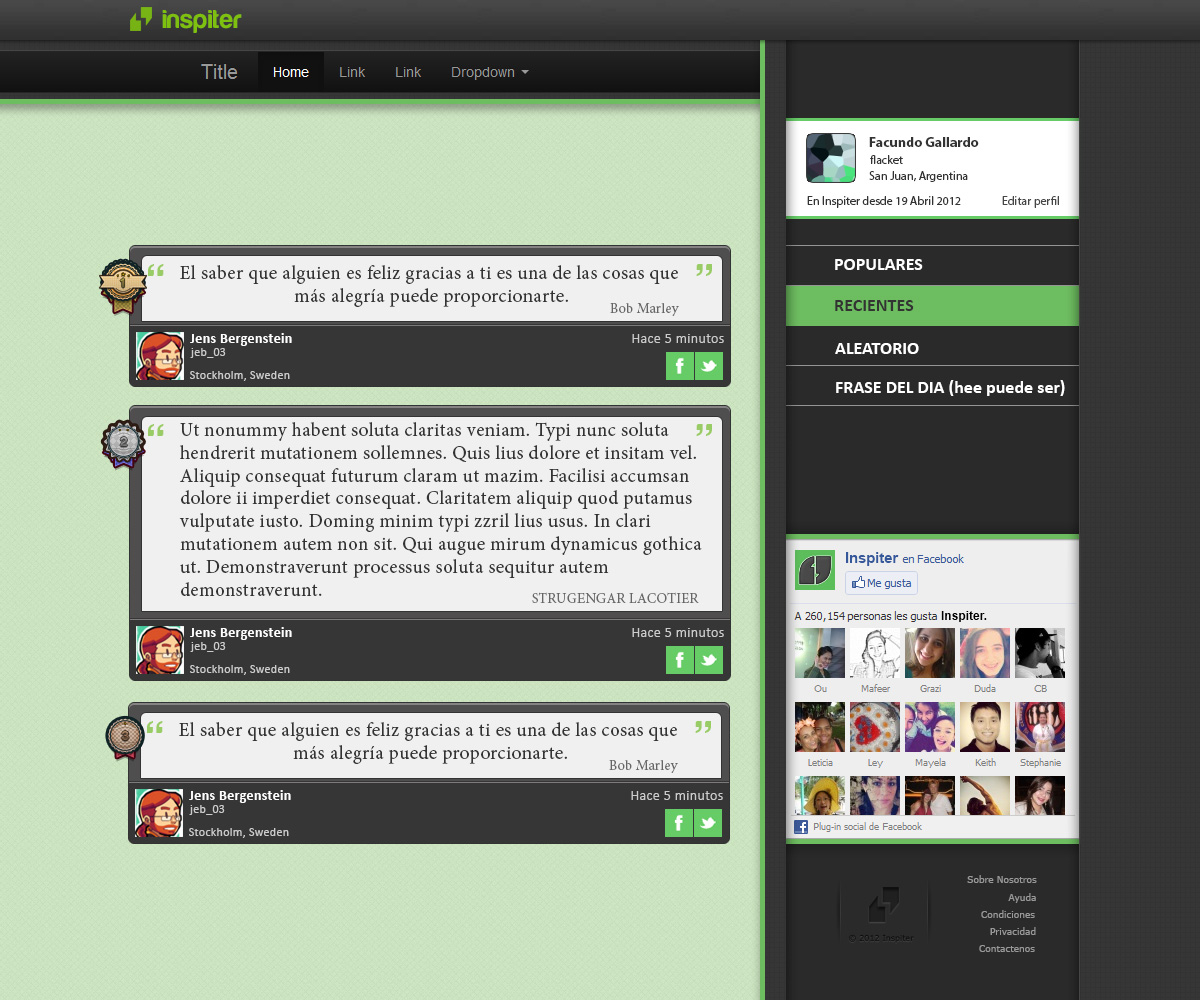 inspiter
Title Home Link Link Dropdown
1
“ El saber que alguien es feliz gracias a ti es una de las cosas que ”
más alegría puede proporcionarte.
Bob Marley
Jens Bergenstein
jeb_03
Stockholm, Sweden
Hace 5 minutos
2
“ Ut nonummy habent soluta claritas veniam. Typi nunc soluta ”
hendrerit mutationem sollemnes. Quis lius dolore et insitam vel.
Aliquip consequat futurum claram ut mazim. Facilisi accumsan
dolore ii imperdiet consequat. Claritatem aliquip quod putamus
vulputate iusto. Doming minim typi zzril lius usus. In clari
mutationem autem non sit. Qui augue mirum dynamicus gothica
ut. Demonstraverunt processus soluta sequitur autem
demonstraverunt.
STRUGENGAR LACOTIER
Jens Bergenstein
jeb_03
Stockholm, Sweden
Hace 5 minutos
3
“ El saber que alguien es feliz gracias a ti es una de las cosas que ”
más alegría puede proporcionarte.
Bob Marley
Jens Bergenstein
jeb_03
Stockholm, Sweden
Hace 5 minutos
Facundo Gallardo
flacket
San Juan, Argentina
En Inspiter desde 19 Abril 2012 Editar perfil
POPULARES
RECIENTES
ALEATORIO
FRASE DEL DIA (hee puede ser)
Inspiter en Facebook
Me gusta
A 260,154 personas les gusta Inspiter.
Ou Mafeer Grazi Duda CB
Leticia Ley Mayela Keith Stephanie
Plug-in social de Facebook
© 2012 Inspiter
Sobre Nosotros
Ayuda
Condiciones
Privacidad
Contactenos